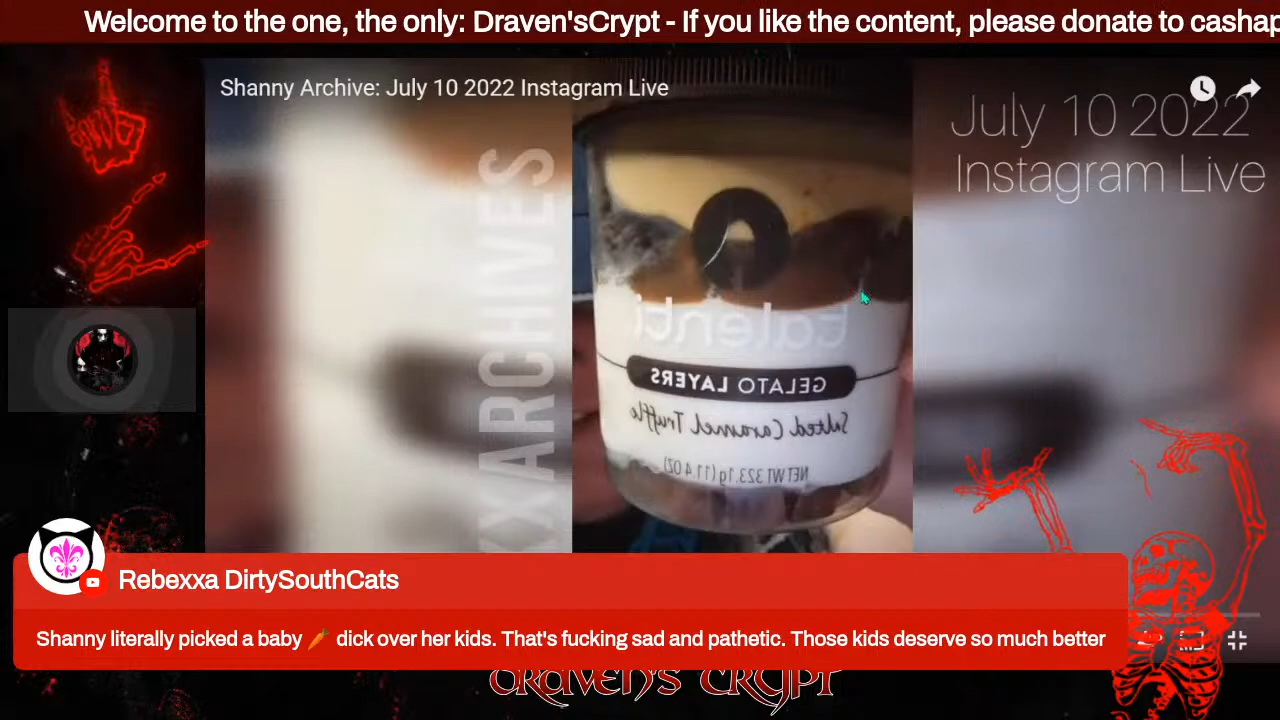 Welcome to the one, the only: Draven'sCrypt - If you like the content, please donate to cashap
Shanny Archive: July 10 2022 Instagram Live
July 10 2022
Instagram Live
XXARCHIVES
talenti
GELATO LAYERS
Salted Caramel Truffle
NET WT 323.1g (11.4 OZ)
Rebexxa DirtySouthCats
Shanny literally picked a baby 🥕 dick over her kids. That's fucking sad and pathetic. Those kids deserve so much better
DRAVEN'S CRYPT